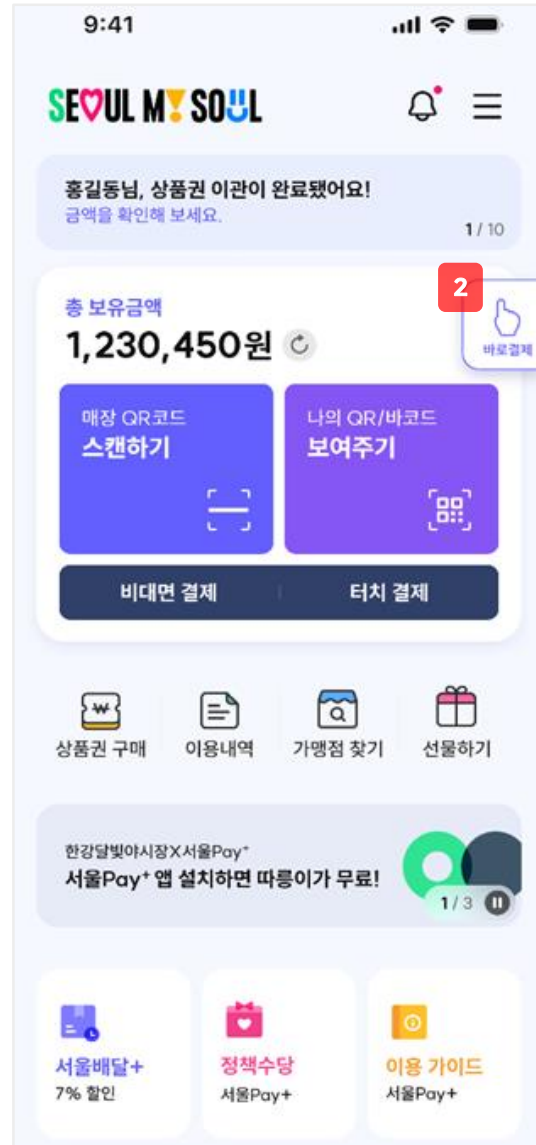 9:41
SEOUL MY SOUL
홍길동님, 상품권 이관이 완료됐어요!
금액을 확인해 보세요.
1 / 10
총 보유금액
1,230,450원
2
바로결제
매장 QR코드
스캔하기
나의 QR/바코드
보여주기
비대면 결제
터치 결제
상품권 구매
이용내역
가맹점 찾기
선물하기
한강달빛야시장X서울Pay⁺
서울Pay⁺ 앱 설치하면 따릉이가 무료!
1 / 3
서울배달+
7% 할인
정책수당
서울Pay+
이용 가이드
서울Pay+